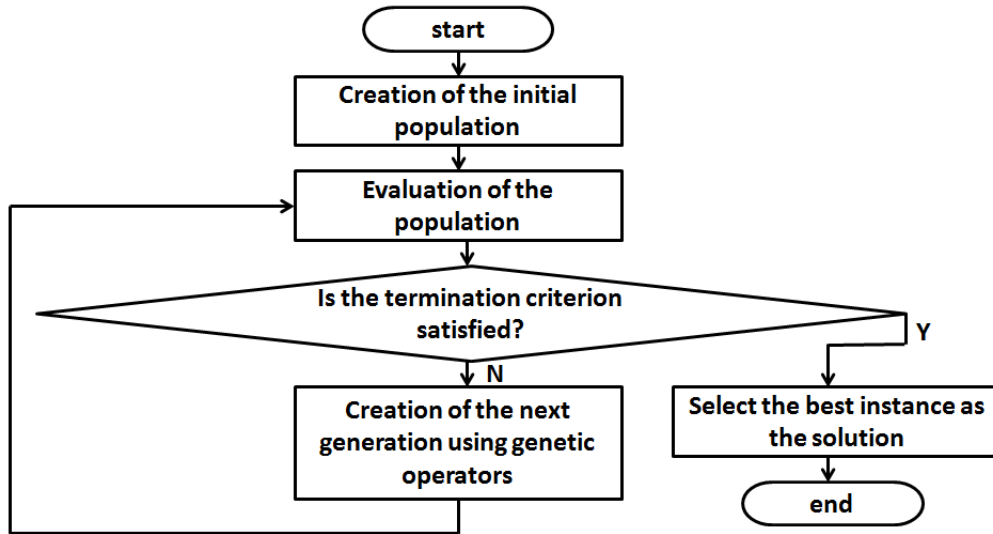 start
Creation of the initial
population
Evaluation of the
population
Is the termination criterion
satisfied?
Y
N
Creation of the next
generation using genetic
operators
Select the best instance as
the solution
end